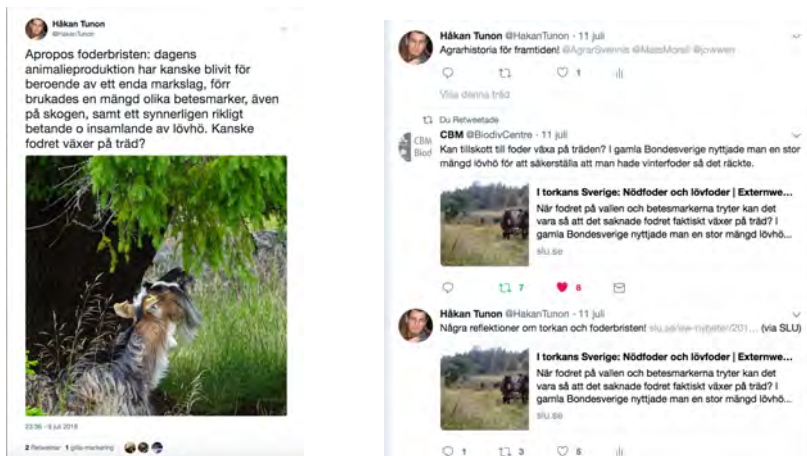 Håkan Tunon
@HakanTunon
Apropos foderbristen: dagens
animalieproduktion har kanske blivit för
beroende av ett enda markslag, förr
brukades en mängd olika betesmarker, även
på skogen, samt ett synnerligen rikligt
betande o insamlande av lövhö. Kanske
fodret växer på träd?
23:36 - 9 juli 2018
2 Retweetar 1 gilla-markering
Håkan Tunon @HakanTunon · 11 juli
Agrarhistoria för framtiden! @AgrarSvennis @MatsMorell @jowwen
1
Visa denna tråd
Du Retweetade
CBM @BiodivCentre · 11 juli
CBM
Biod
Kan tillskott till foder växa på träden? I gamla Bondesverige nyttjade man en stor
mängd lövhö för att säkerställa att man hade vinterfoder så det räckte.
I torkans Sverige: Nödfoder och lövfoder | Externwe...
När fodret på vallen och betesmarkerna tryter kan det
vara så att det saknade fodret faktiskt växer på träd? I
gamla Bondesverige nyttjade man en stor mängd lövhö...
slu.se
7 6
Håkan Tunon @HakanTunon · 11 juli
Några reflektioner om torkan och foderbristen! slu.se/ew-nyheter/201... (via SLU)
I torkans Sverige: Nödfoder och lövfoder | Externwe...
När fodret på vallen och betesmarkerna tryter kan det
vara så att det saknade fodret faktiskt växer på träd? I
gamla Bondesverige nyttjade man en stor mängd lövhö...
slu.se
1 3 5